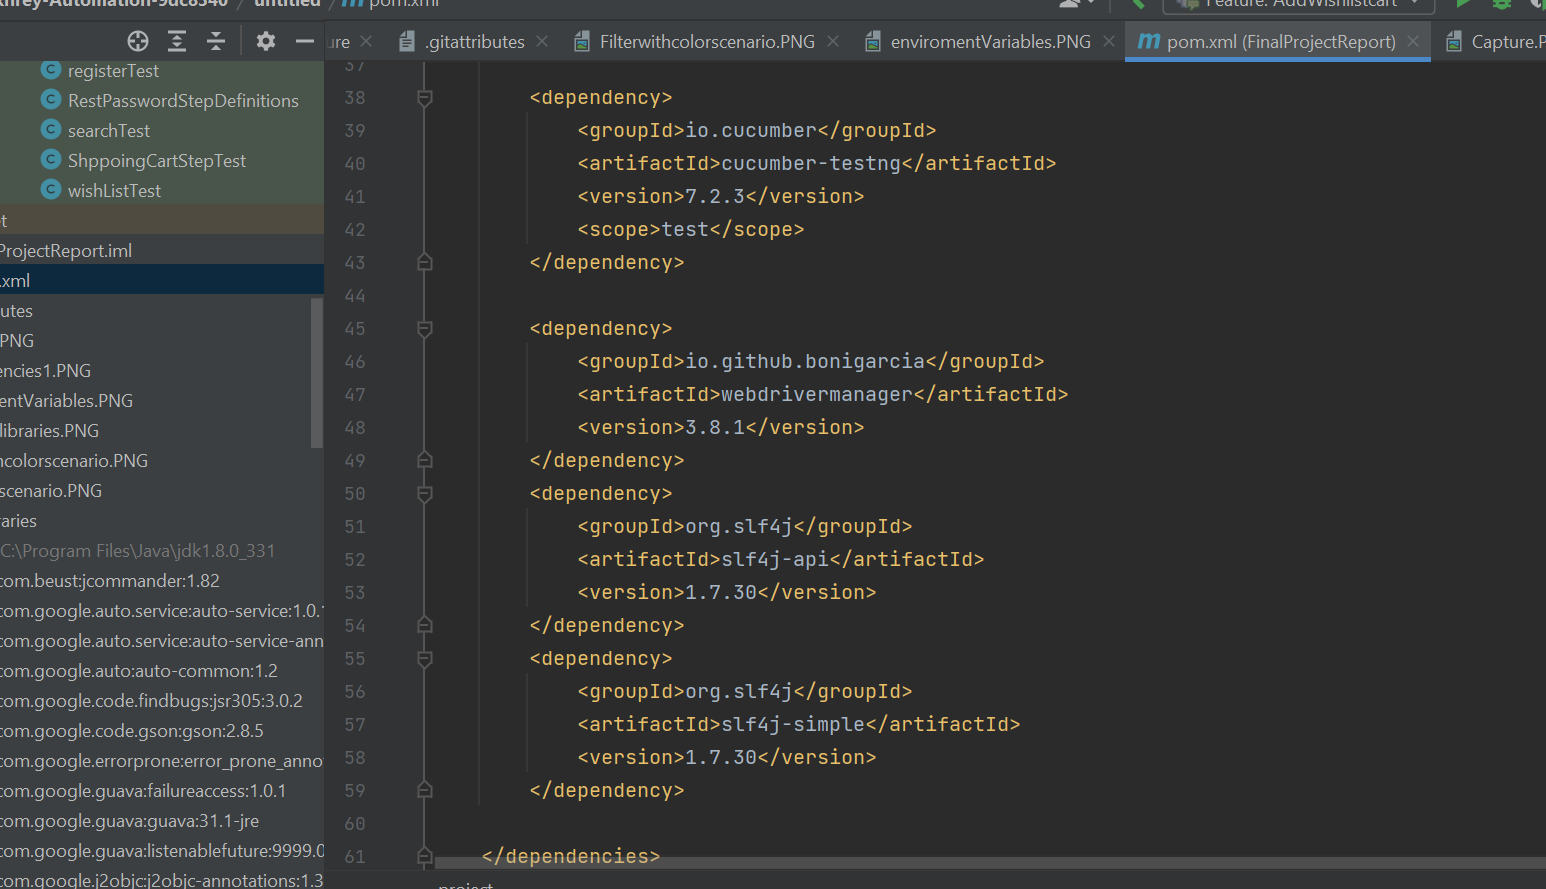 untitled
pom.xml
Feature: AddWishlistcart
.gitattributes
Filterwithcolorscenario.PNG
enviromentVariables.PNG
m pom.xml (FinalProjectReport)
registerTest
RestPasswordStepDefinitions
searchTest
ShppoingCartStepTest
wishListTest
ProjectReport.iml
.xml
.PNG
encies1.PNG
entVariables.PNG
libraries.PNG
colorscenario.PNG
scenario.PNG
C:\Program Files\Java\jdk1.8.0_331
com.beust:jcommander:1.82
com.google.auto.service:auto-service:1.0.
com.google.auto.service:auto-service-ann
com.google.auto:auto-common:1.2
com.google.code.findbugs:jsr305:3.0.2
com.google.code.gson:gson:2.8.5
com.google.errorprone:error_prone_anno
com.google.guava:failureaccess:1.0.1
com.google.guava:guava:31.1-jre
com.google.guava:listenablefuture:9999.0
com.google.j2objc:j2objc-annotations:1.3
37
38 <dependency>
39 <groupId>io.cucumber</groupId>
40 <artifactId>cucumber-testng</artifactId>
41 <version>7.2.3</version>
42 <scope>test</scope>
43 </dependency>
44
45 <dependency>
46 <groupId>io.github.bonigarcia</groupId>
47 <artifactId>webdrivermanager</artifactId>
48 <version>3.8.1</version>
49 </dependency>
50 <dependency>
51 <groupId>org.slf4j</groupId>
52 <artifactId>slf4j-api</artifactId>
53 <version>1.7.30</version>
54 </dependency>
55 <dependency>
56 <groupId>org.slf4j</groupId>
57 <artifactId>slf4j-simple</artifactId>
58 <version>1.7.30</version>
59 </dependency>
60
61 </dependencies>
project